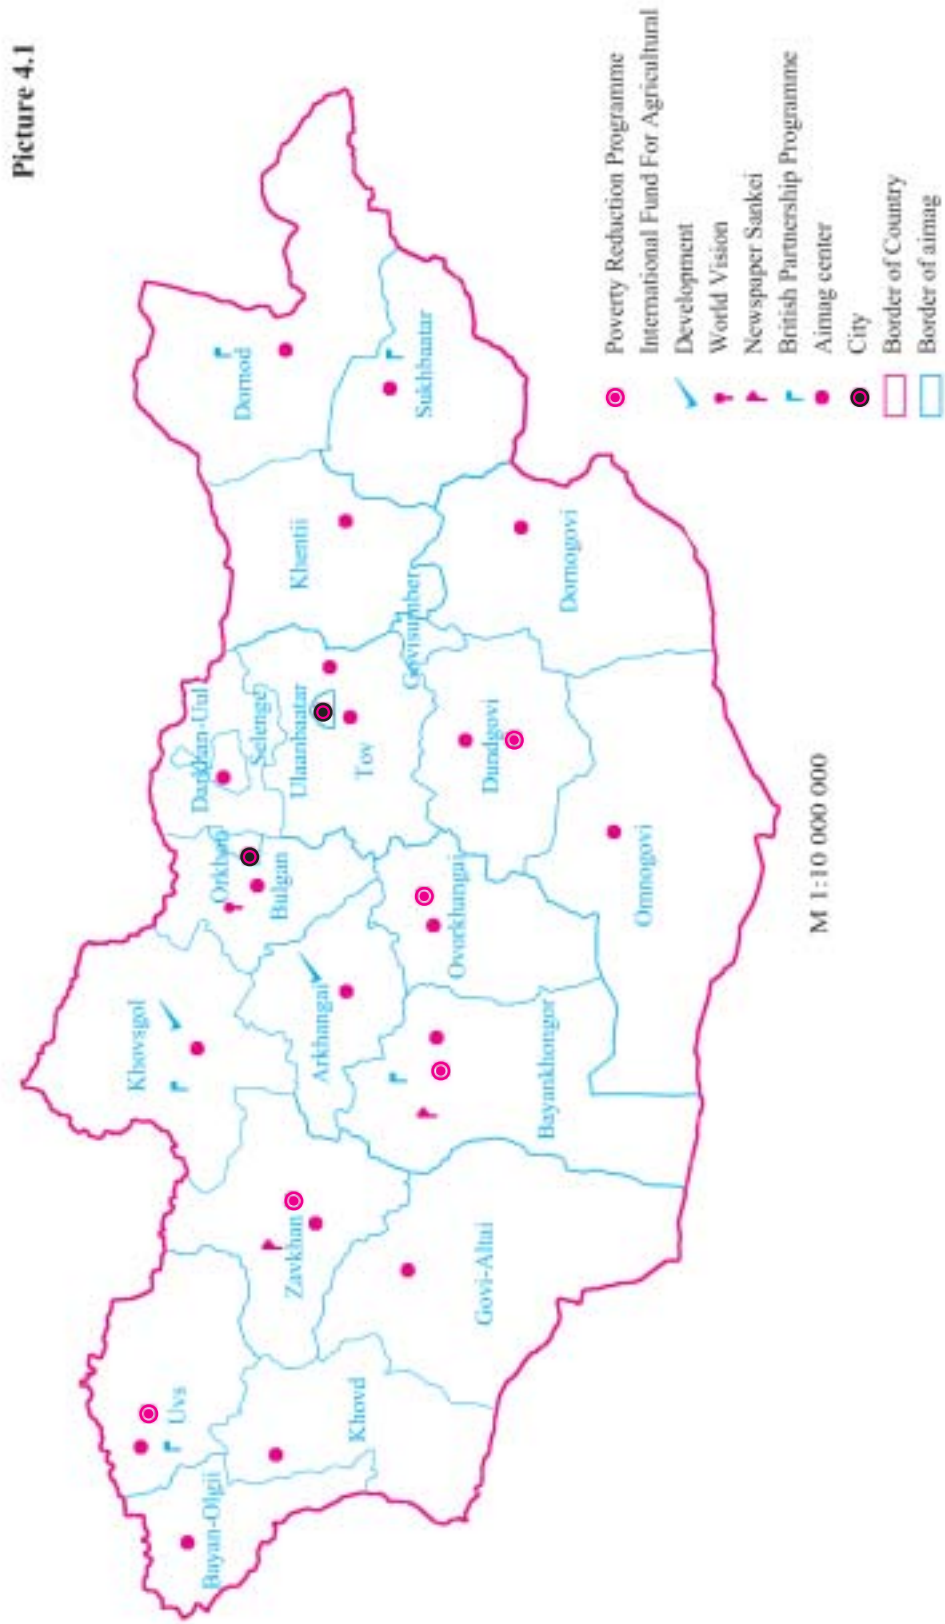 Picture 4.1
Bayan-Olgii
Uvs
Khovd
Zavkhan
Govi-Altai
Khovsgol
Arkhangai
Bayankhongor
Orkhon
Bulgan
Ovorkhangai
Omnogovi
Darkhan-Uul
Selenge
Ulaanbaatar
Tov
Dundgovi
Govisumber
Khentii
Dornogovi
Dornod
Sukhbaatar
M 1:10 000 000
Poverty Reduction Programme
International Fund For Agricultural
Development
World Vision
Newspaper Sankei
British Partnership Programme
Aimag center
City
Border of Country
Border of aimag